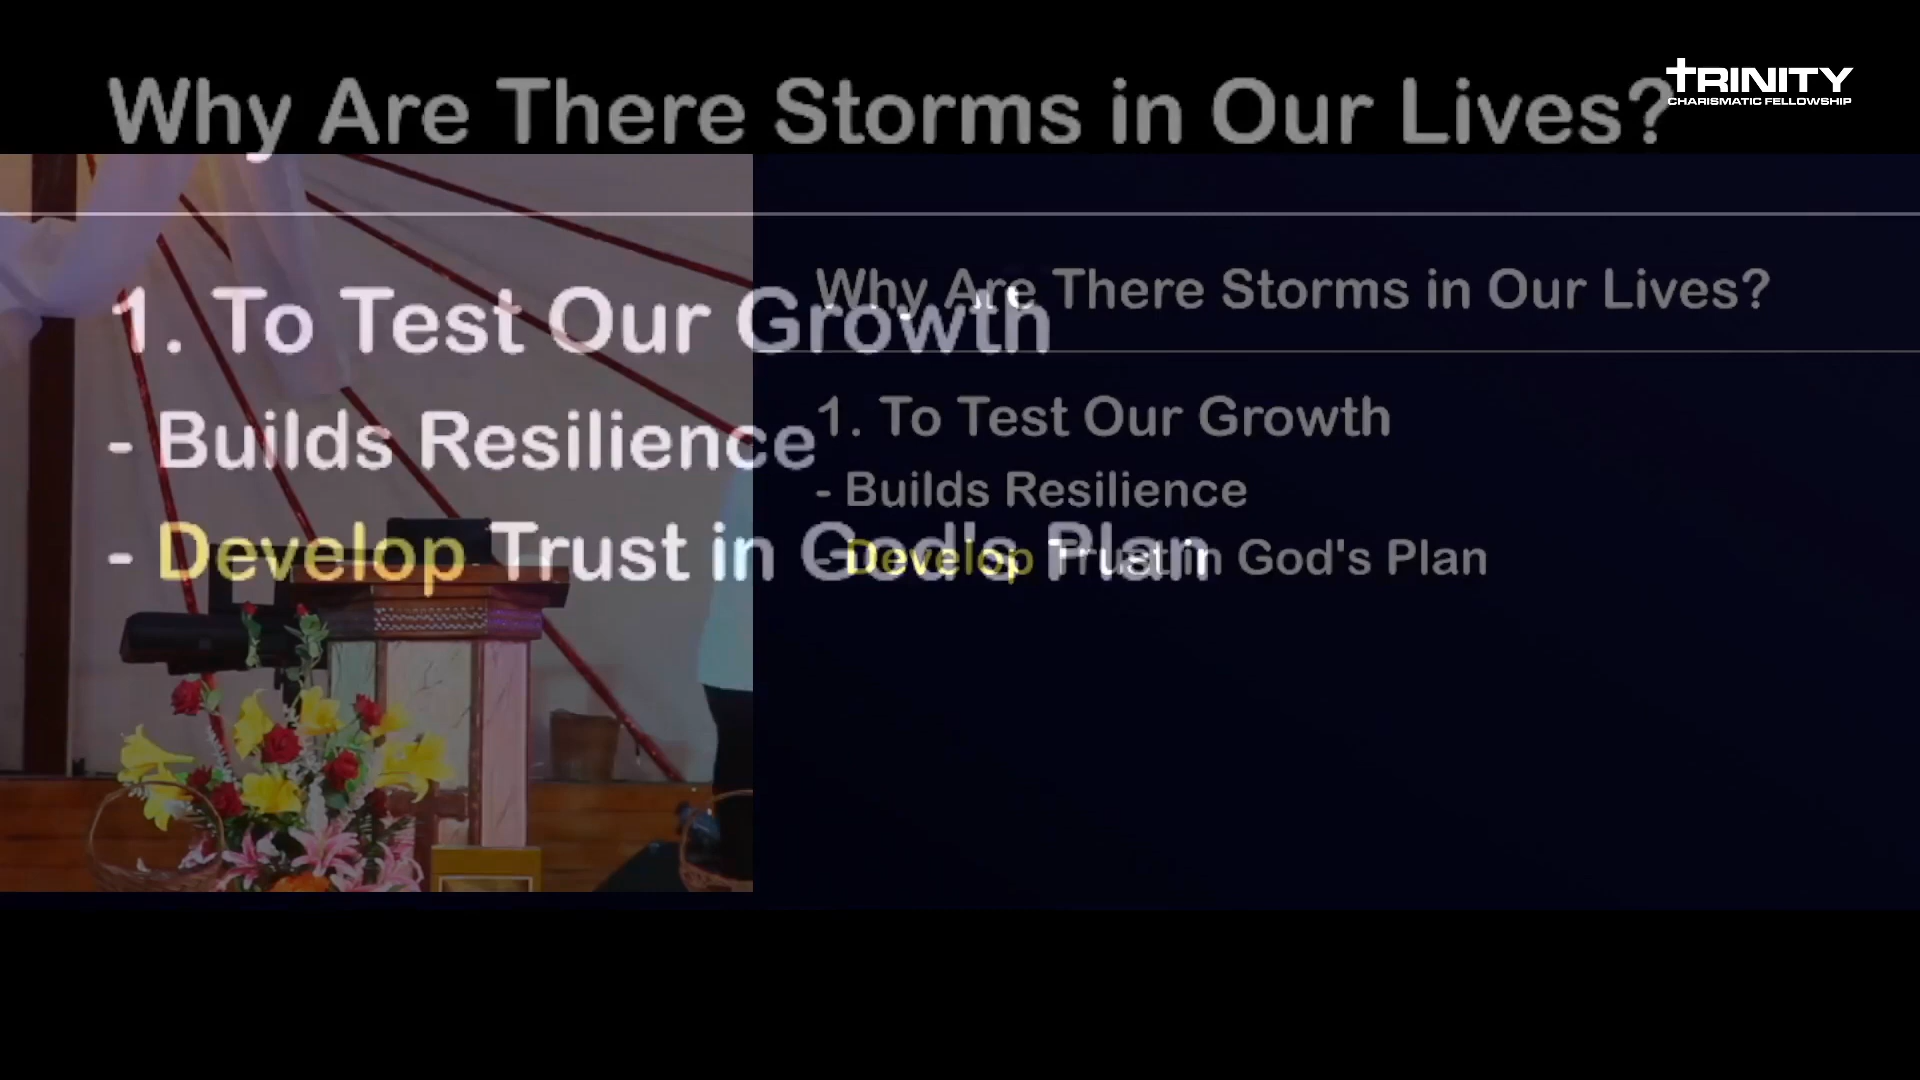 TRINITY
CHARISMATIC FELLOWSHIP
Why Are There Storms in Our Lives?
1. To Test Our Growth
- Builds Resilience
- Develop Trust in God's Plan
Why Are There Storms in Our Lives?
1. To Test Our Growth
- Builds Resilience
- Develop Trust in God's Plan